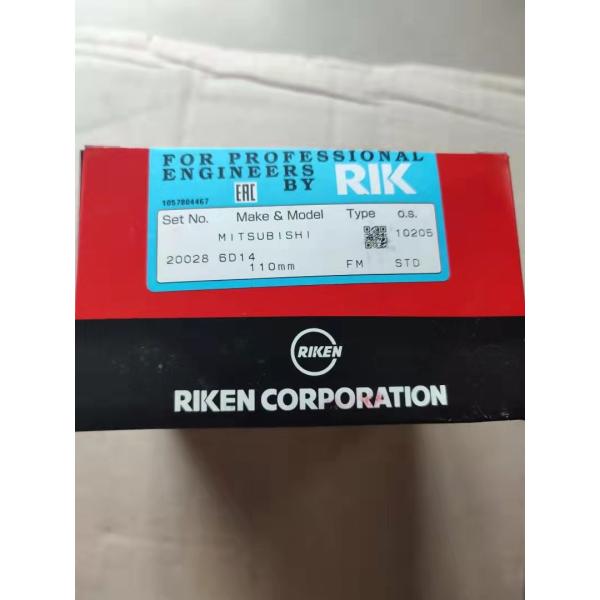 FOR PROFESSIONAL
ENGINEERS
BY RIK
1057804467 EAC
Set No. Make & Model Type O.S.
MITSUBISHI 10205
20028 6D14
110mm FM STD
RIKEN
RIKEN CORPORATION